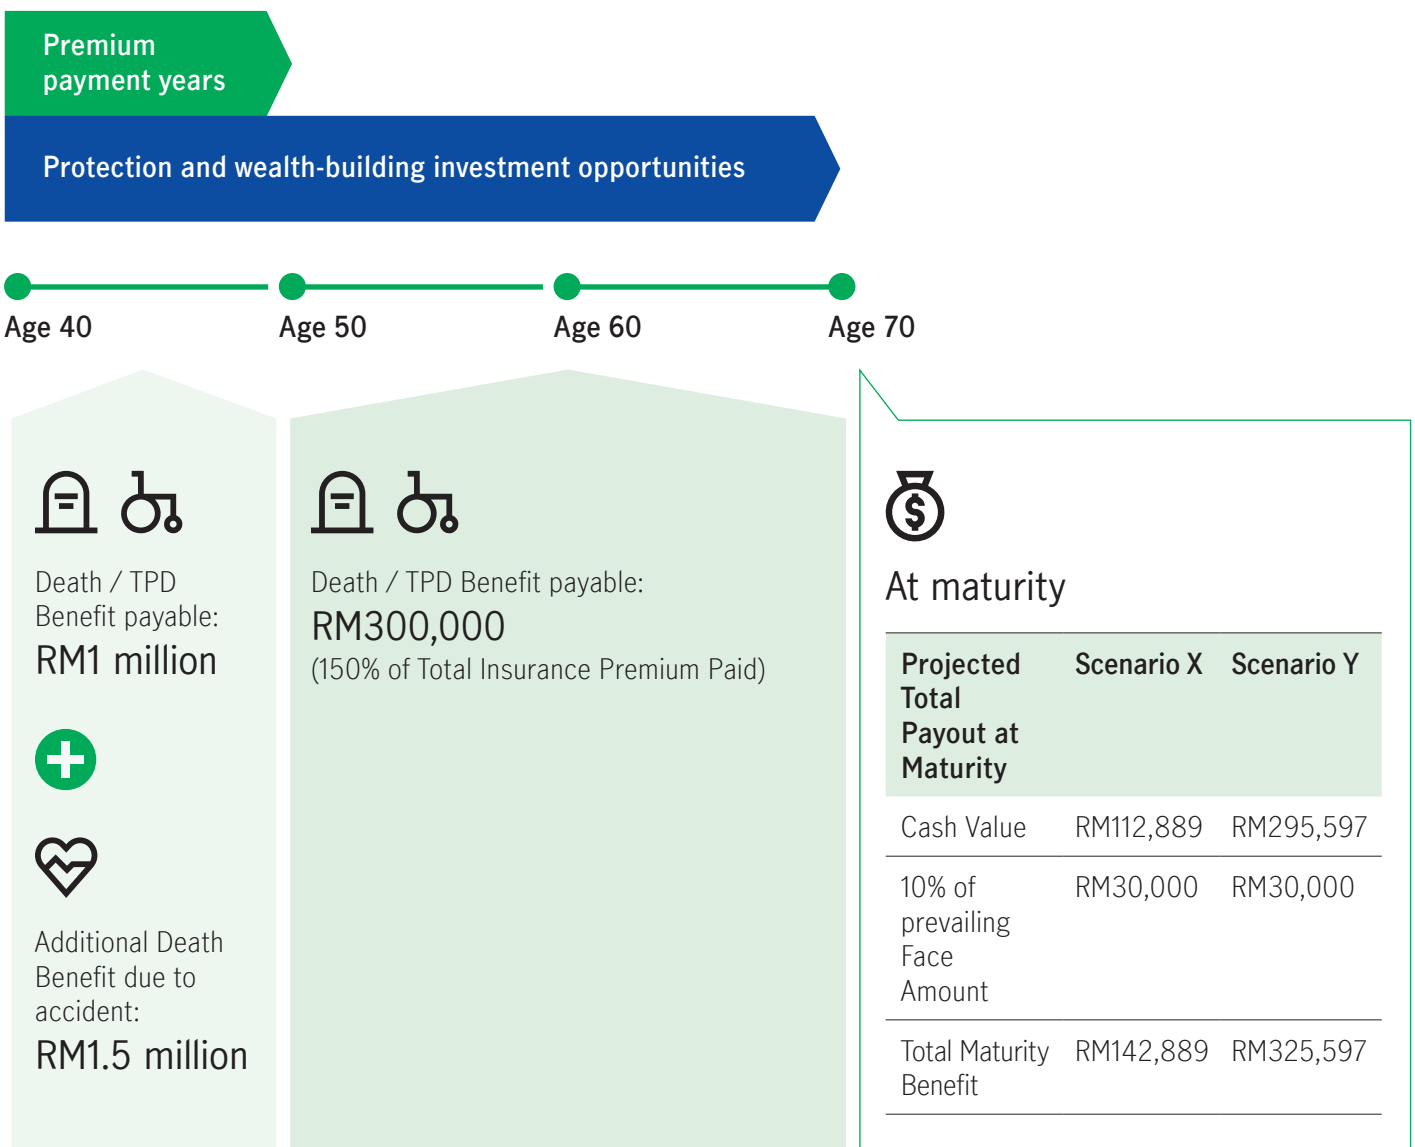 Premium
payment years
Protection and wealth-building investment opportunities
Age 40
Age 50
Age 60
Age 70
Death / TPD
Benefit payable:
RM1 million
Additional Death
Benefit due to
accident:
RM1.5 million
Death / TPD Benefit payable:
RM300,000
(150% of Total Insurance Premium Paid)
$
At maturity
Projected
Total
Payout at
Maturity
Scenario X
Scenario Y
Cash Value
RM112,889
RM295,597
10% of
prevailing
Face
Amount
RM30,000
RM30,000
Total Maturity
Benefit
RM142,889
RM325,597